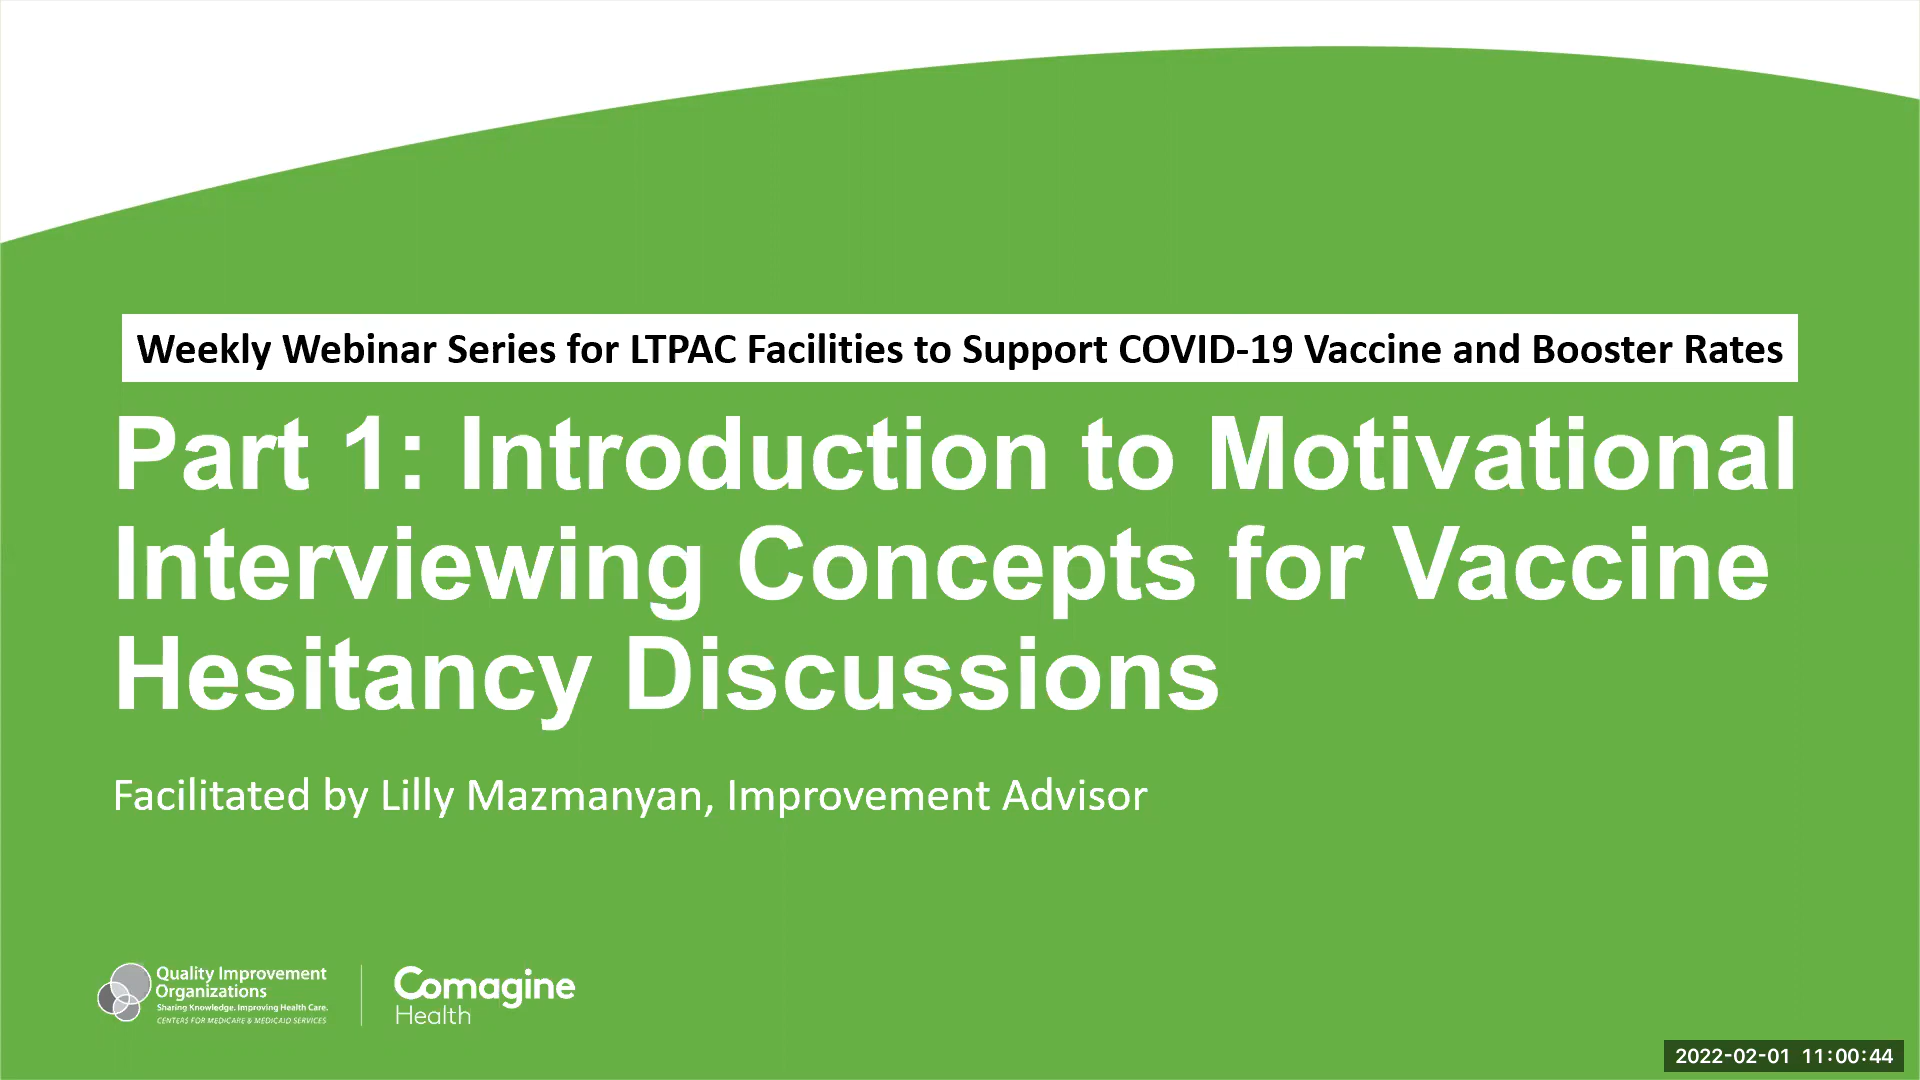 Weekly Webinar Series for LTPAC Facilities to Support COVID-19 Vaccine and Booster Rates
Part 1: Introduction to Motivational
Interviewing Concepts for Vaccine
Hesitancy Discussions
Facilitated by Lilly Mazmanyan, Improvement Advisor
Quality Improvement
Organizations
Sharing Knowledge. Improving Health Care.
CENTERS FOR MEDICARE & MEDICAID SERVICES
Comagine
Health
2022-02-01 11:00:44